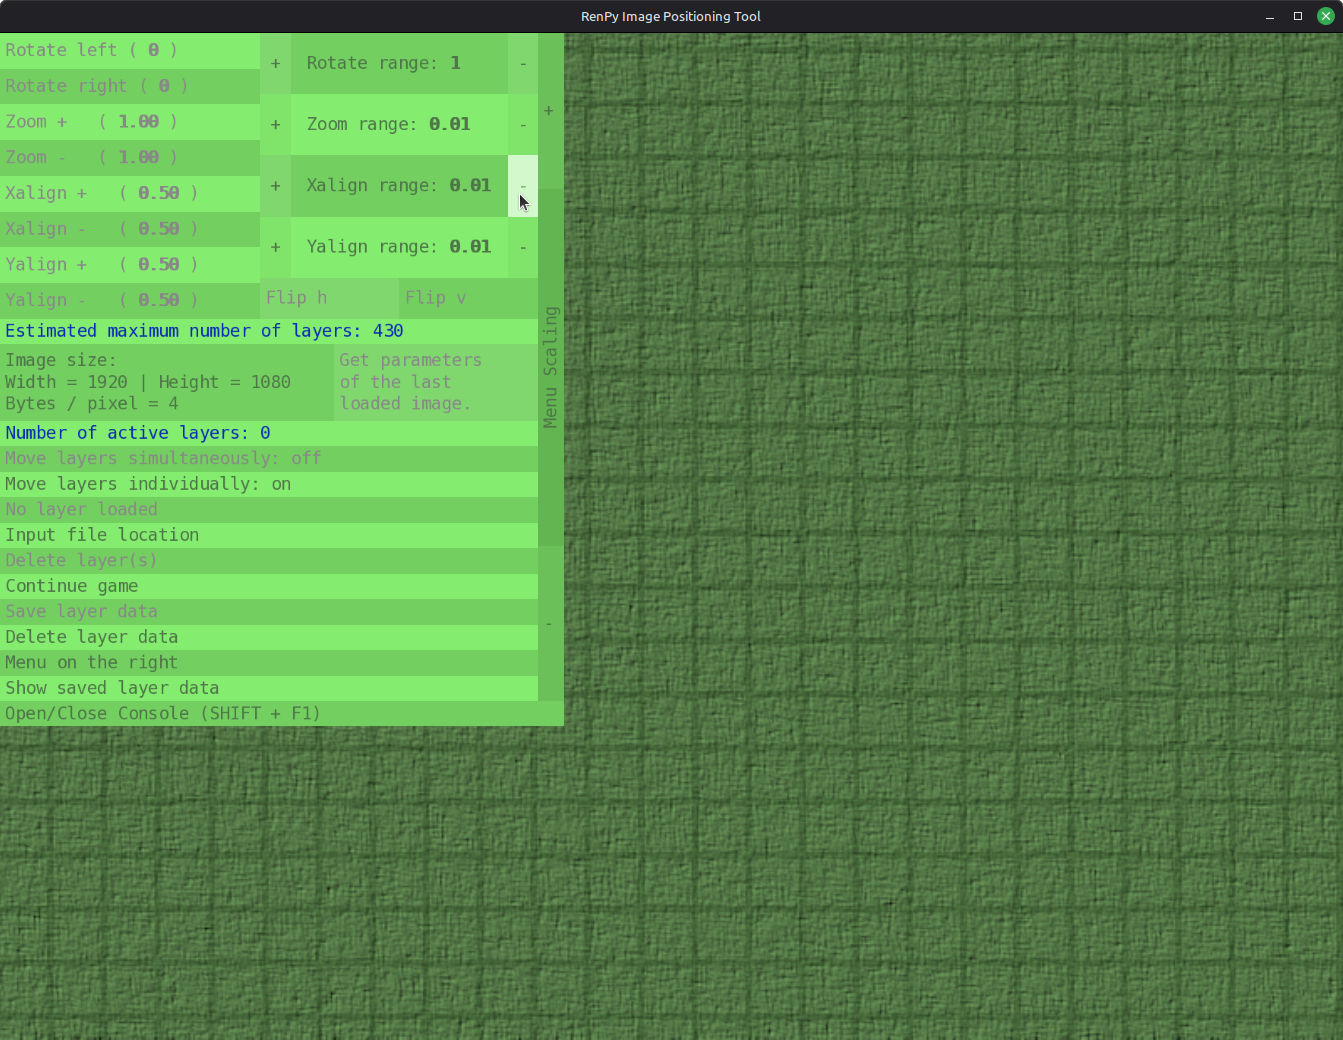 RenPy Image Positioning Tool
Rotate left ( 0 )
Rotate right ( 0 )
Zoom + ( 1.00 )
Zoom - ( 1.00 )
Xalign + ( 0.50 )
Xalign - ( 0.50 )
Yalign + ( 0.50 )
Yalign - ( 0.50 )
+ Rotate range: 1 -
+ Zoom range: 0.01 -
+ Xalign range: 0.01 -
+ Yalign range: 0.01 -
Flip h Flip v
Estimated maximum number of layers: 430
Image size:
Width = 1920 | Height = 1080
Bytes / pixel = 4
Get parameters
of the last
loaded image.
Number of active layers: 0
Move layers simultaneously: off
Move layers individually: on
No layer loaded
Input file location
Delete layer(s)
Continue game
Save layer data
Delete layer data
Menu on the right
Show saved layer data
Open/Close Console (SHIFT + F1)
+
Menu Scaling
-